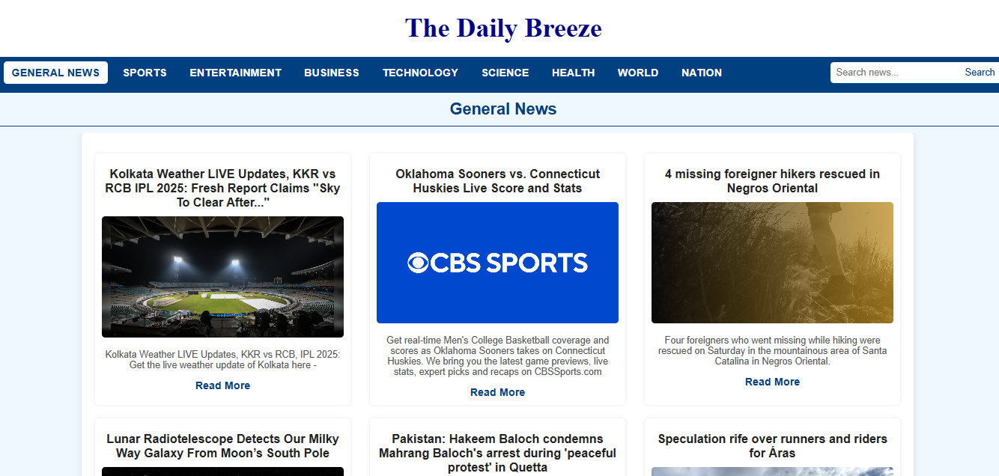 The Daily Breeze
GENERAL NEWS SPORTS ENTERTAINMENT BUSINESS TECHNOLOGY SCIENCE HEALTH WORLD NATION Search news... Search
General News
Kolkata Weather LIVE Updates, KKR vs
RCB IPL 2025: Fresh Report Claims "Sky
To Clear After..."
Kolkata Weather LIVE Updates, KKR vs RCB, IPL 2025:
Get the live weather update of Kolkata here -
Read More
Oklahoma Sooners vs. Connecticut
Huskies Live Score and Stats
CBS SPORTS
Get real-time Men's College Basketball coverage and
scores as Oklahoma Sooners takes on Connecticut
Huskies. We bring you the latest game previews, live
stats, expert picks and recaps on CBSSports.com
Read More
4 missing foreigner hikers rescued in
Negros Oriental
Four foreigners who went missing while hiking were
rescued on Saturday in the mountainous area of Santa
Catalina in Negros Oriental.
Read More
Lunar Radiotelescope Detects Our Milky
Way Galaxy From Moon’s South Pole
Pakistan: Hakeem Baloch condemns
Mahrang Baloch's arrest during 'peaceful
protest' in Quetta
Speculation rife over runners and riders
for Áras